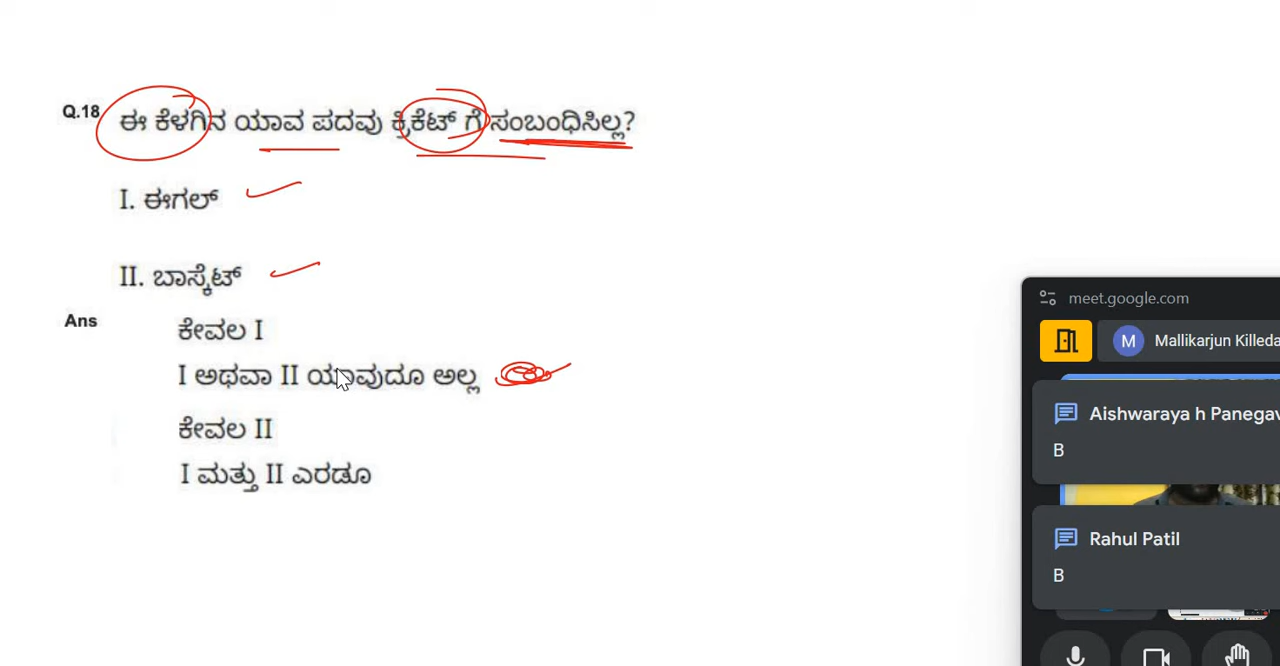 Q.18 ಈ ಕೆಳಗಿನ ಯಾವ ಪದವು ಕ್ರಿಕೆಟ್ ಗೆ ಸಂಬಂಧಿಸಿಲ್ಲ?
I. ಈಗಲ್
II. ಬಾಸ್ಕೆಟ್
Ans
ಕೇವಲ I
I ಅಥವಾ II ಯಾವುದೂ ಅಲ್ಲ
ಕೇವಲ II
I ಮತ್ತು II ಎರಡೂ
meet.google.com
M Mallikarjun Killeda
Aishwaraya h Panegav
B
Rahul Patil
B